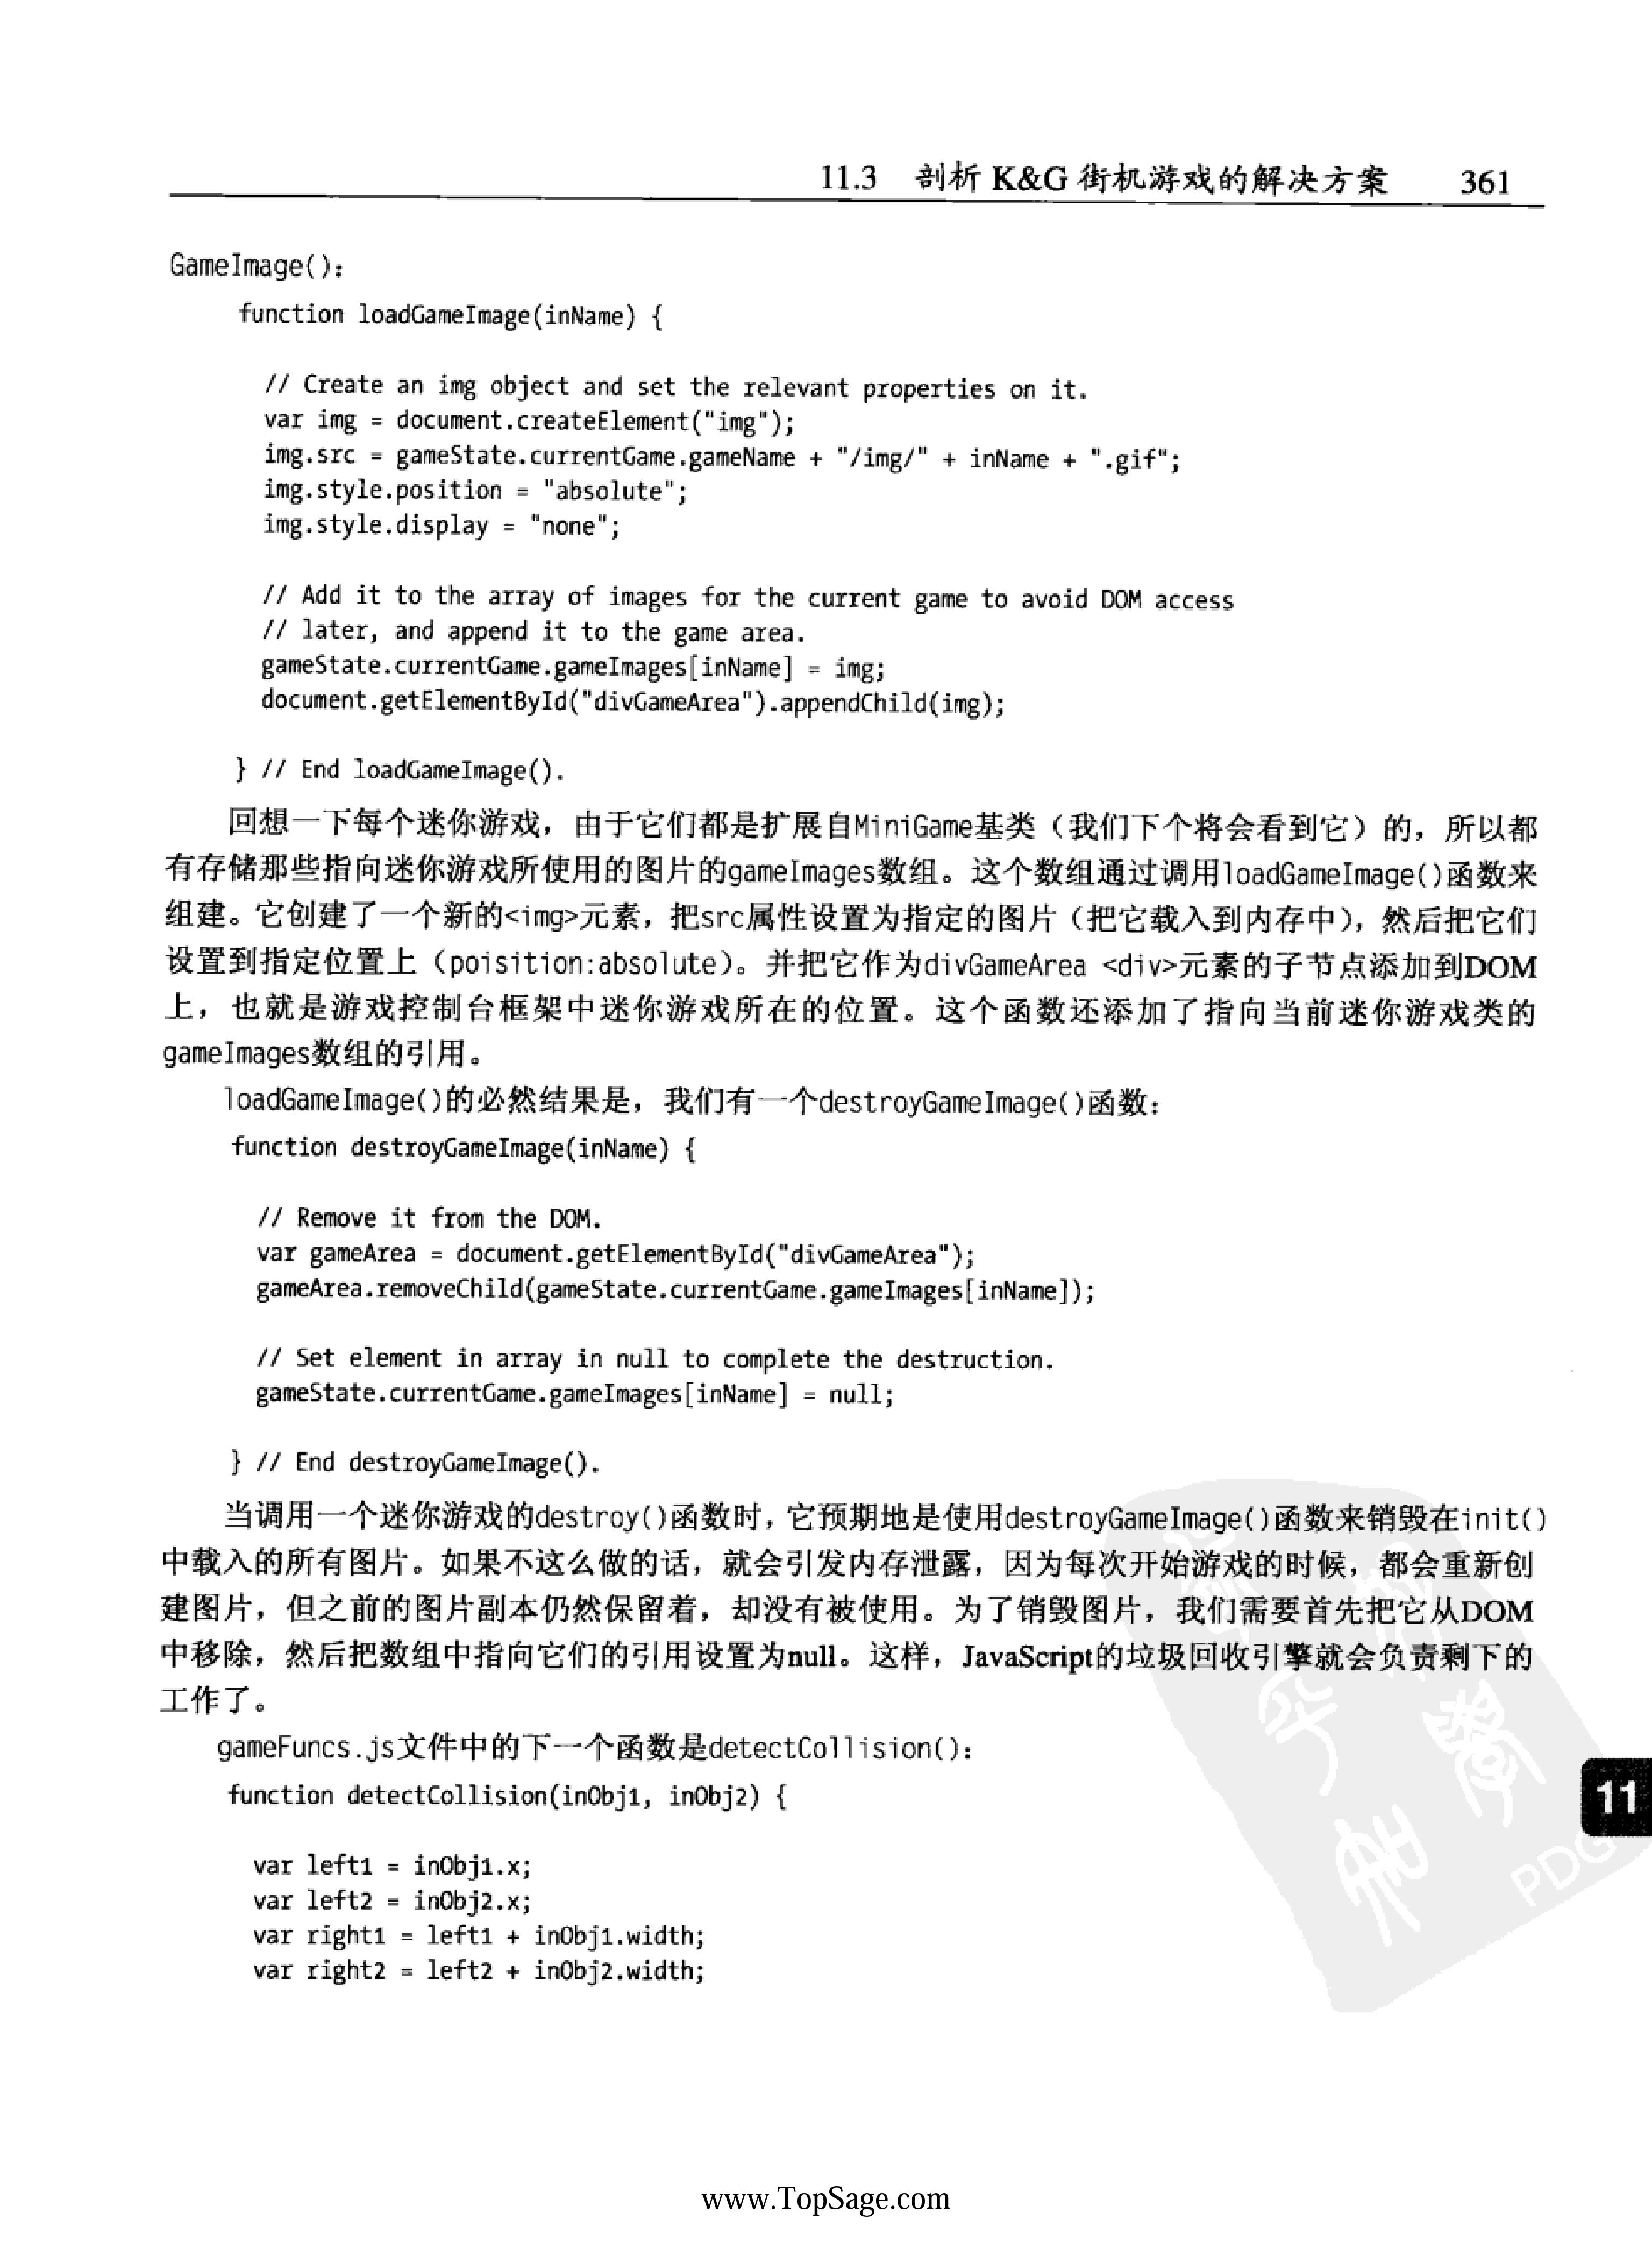 11.3 剖析 K&G 街机游戏的解决方案 361
GameImage():
function loadGameImage(inName) {
// Create an img object and set the relevant properties on it.
var img = document.createElement("img");
img.src = gameState.currentGame.gameName + "/img/" + inName + ".gif";
img.style.position = "absolute";
img.style.display = "none";
// Add it to the array of images for the current game to avoid DOM access
// later, and append it to the game area.
gameState.currentGame.gameImages[inName] = img;
document.getElementById("divGameArea").appendChild(img);
} // End loadGameImage().
回想一下每个迷你游戏，由于它们都是扩展自MiniGame基类（我们下个将会看到它）的，所以都
有存储那些指向迷你游戏所使用的图片的gameImages数组。这个数组通过调用loadGameImage()函数来
组建。它创建了一个新的<img>元素，把src属性设置为指定的图片（把它载入到内存中），然后把它们
设置到指定位置上（poisition:absolute）。并把它作为divGameArea <div>元素的子节点添加到DOM
上，也就是游戏控制台框架中迷你游戏所在的位置。这个函数还添加了指向当前迷你游戏类的
gameImages数组的引用。
loadGameImage()的必然结果是，我们有一个destroyGameImage()函数：
function destroyGameImage(inName) {
// Remove it from the DOM.
var gameArea = document.getElementById("divGameArea");
gameArea.removeChild(gameState.currentGame.gameImages[inName]);
// Set element in array in null to complete the destruction.
gameState.currentGame.gameImages[inName] = null;
} // End destroyGameImage().
当调用一个迷你游戏的destroy()函数时，它预期地是使用destroyGameImage()函数来销毁在init()
中载入的所有图片。如果不这么做的话，就会引发内存泄露，因为每次开始游戏的时候，都会重新创
建图片，但之前的图片副本仍然保留着，却没有被使用。为了销毁图片，我们需要首先把它从DOM
中移除，然后把数组中指向它们的引用设置为null。这样，JavaScript的垃圾回收引擎就会负责剩下的
工作了。
gameFuncs.js文件中的下一个函数是detectCollision():
function detectCollision(inObj1, inObj2) {
var left1 = inObj1.x;
var left2 = inObj2.x;
var right1 = left1 + inObj1.width;
var right2 = left2 + inObj2.width;
11
PDG
www.TopSage.com